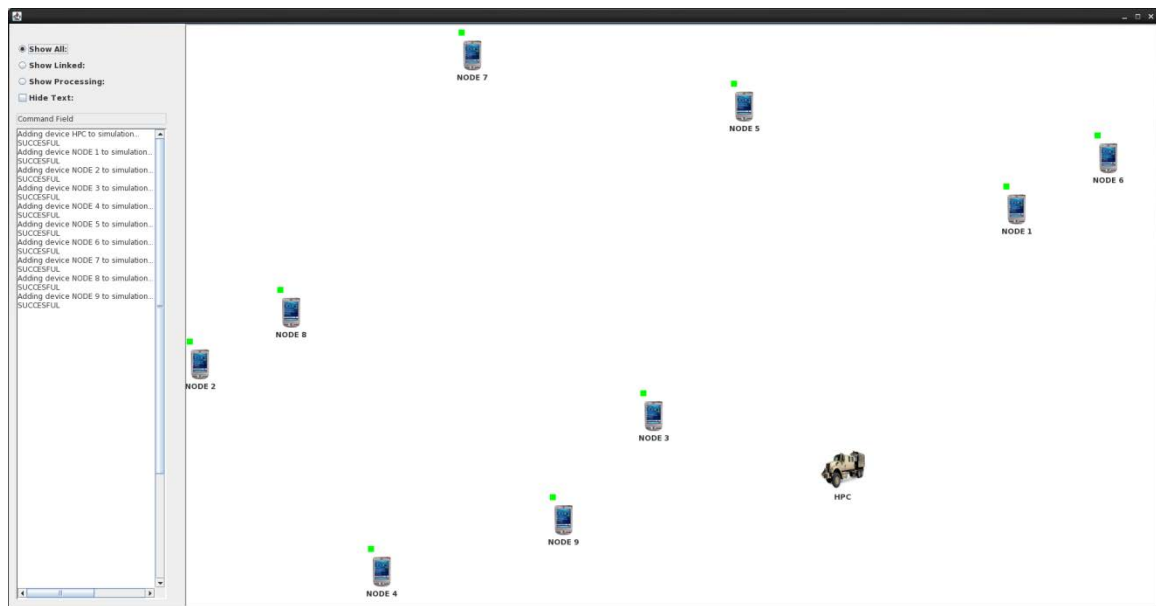 Show All:
Show Linked:
Show Processing:
Hide Text:
Command Field
Adding device HPC to simulation...
SUCCESFUL
Adding device NODE 1 to simulation...
SUCCESFUL
Adding device NODE 2 to simulation...
SUCCESFUL
Adding device NODE 3 to simulation...
SUCCESFUL
Adding device NODE 4 to simulation...
SUCCESFUL
Adding device NODE 5 to simulation...
SUCCESFUL
Adding device NODE 6 to simulation...
SUCCESFUL
Adding device NODE 7 to simulation...
SUCCESFUL
Adding device NODE 8 to simulation...
SUCCESFUL
Adding device NODE 9 to simulation...
SUCCESFUL
NODE 7
NODE 5
NODE 6
NODE 1
NODE 8
NODE 2
NODE 3
HPC
NODE 9
NODE 4